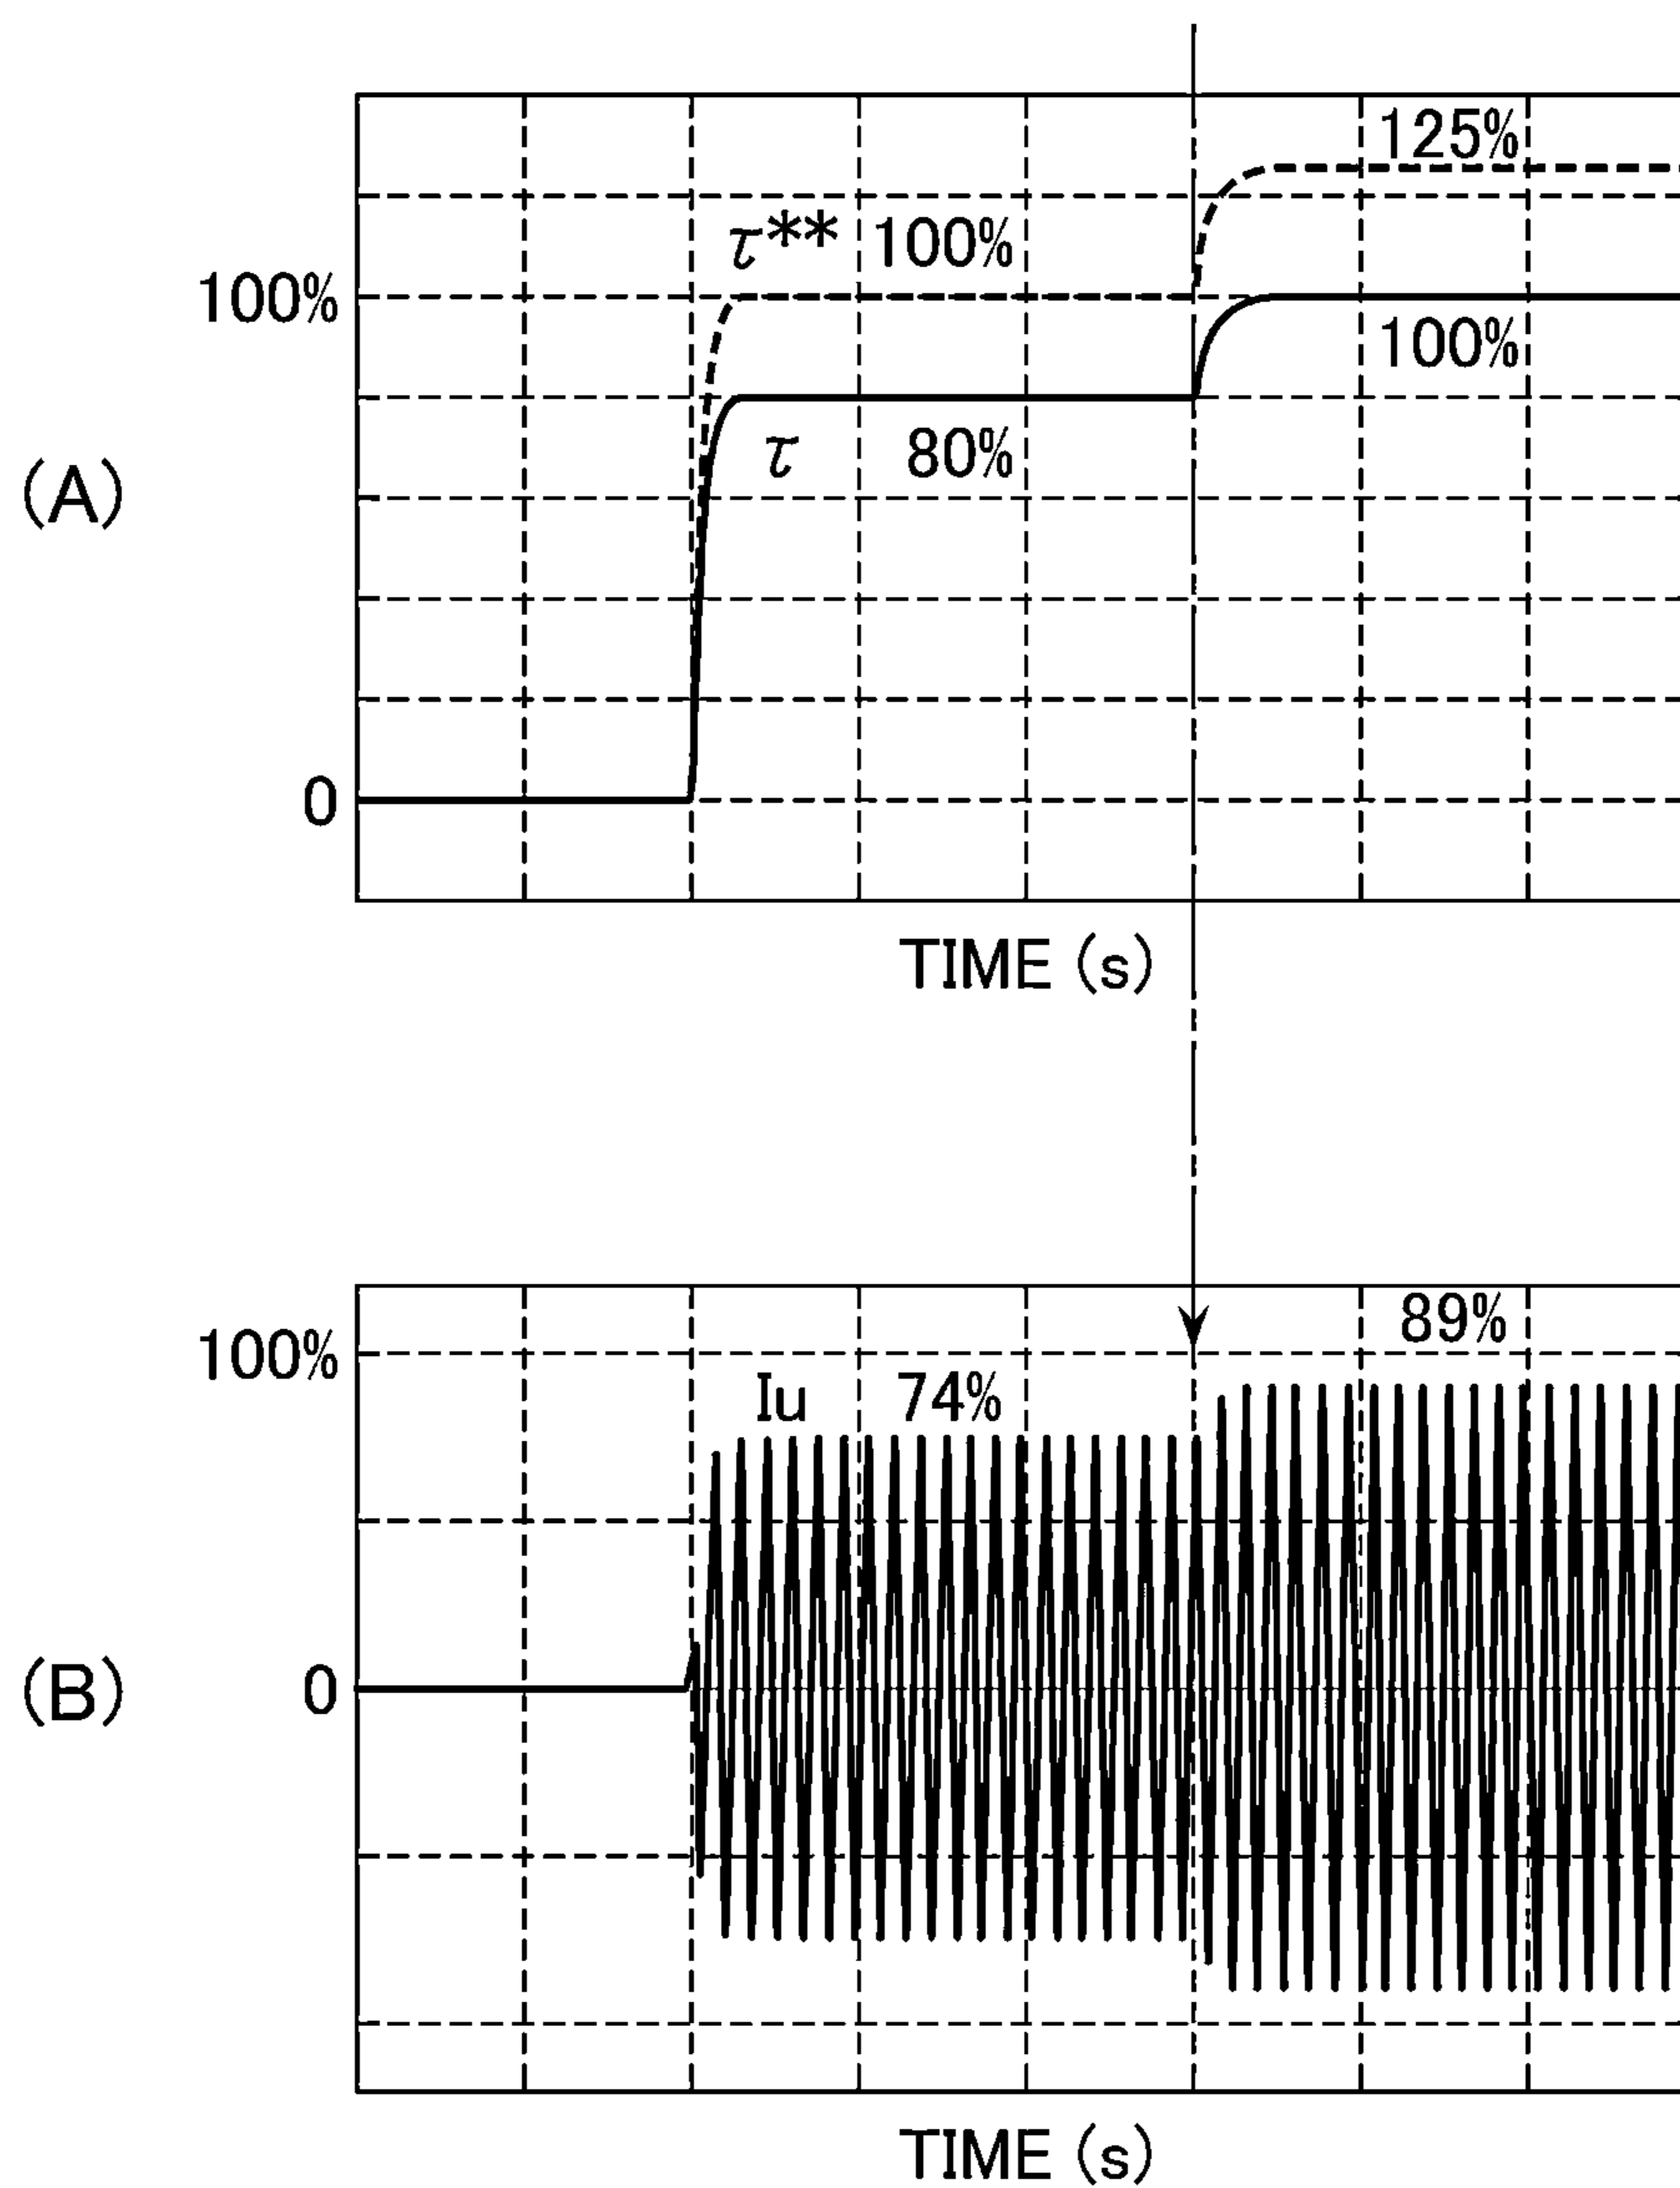 125%
τ** 100%
100%
100%
τ 80%
(A)
0
TIME (s)
89%
100%
Iu 74%
(B)
0
TIME (s)